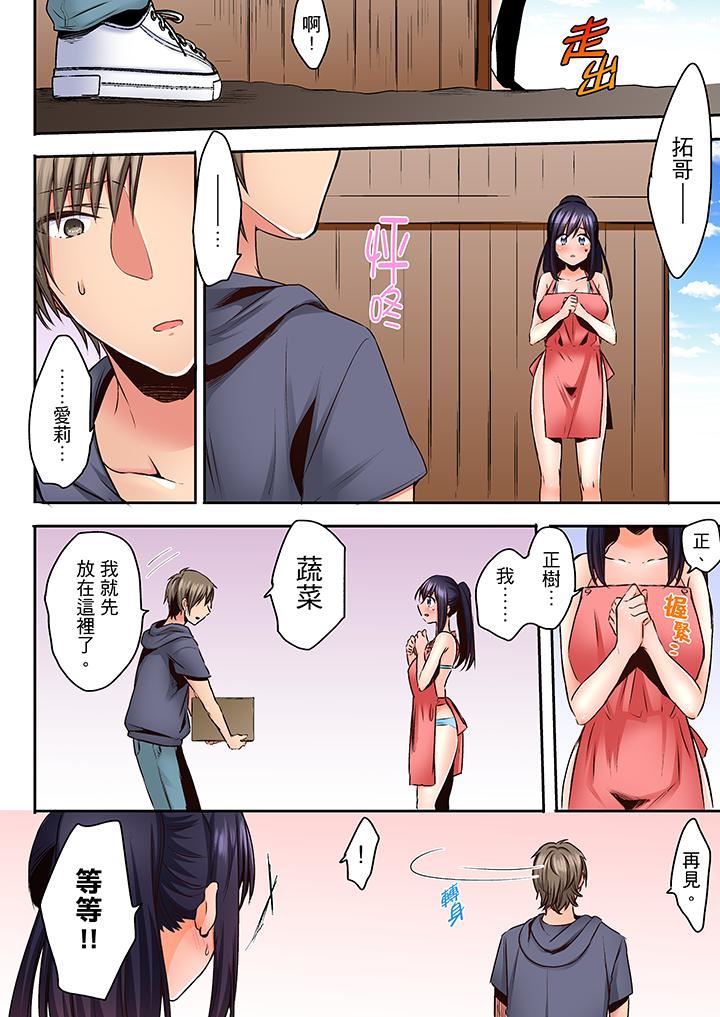 走出
啊！
拓哥——
怦咚
……
……愛莉…
正、
握緊…
正樹…
我……
蔬菜
我就先
放在這裡了。
再見。
轉身
！
等等!!